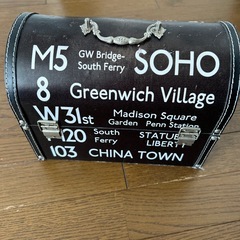 M5 GW Bridge- South Ferry SOHO
8 Greenwich Village
W31st Madison Square Garden Penn Station
20 South Ferry STATUE LIBERTY
103 CHINA TOWN